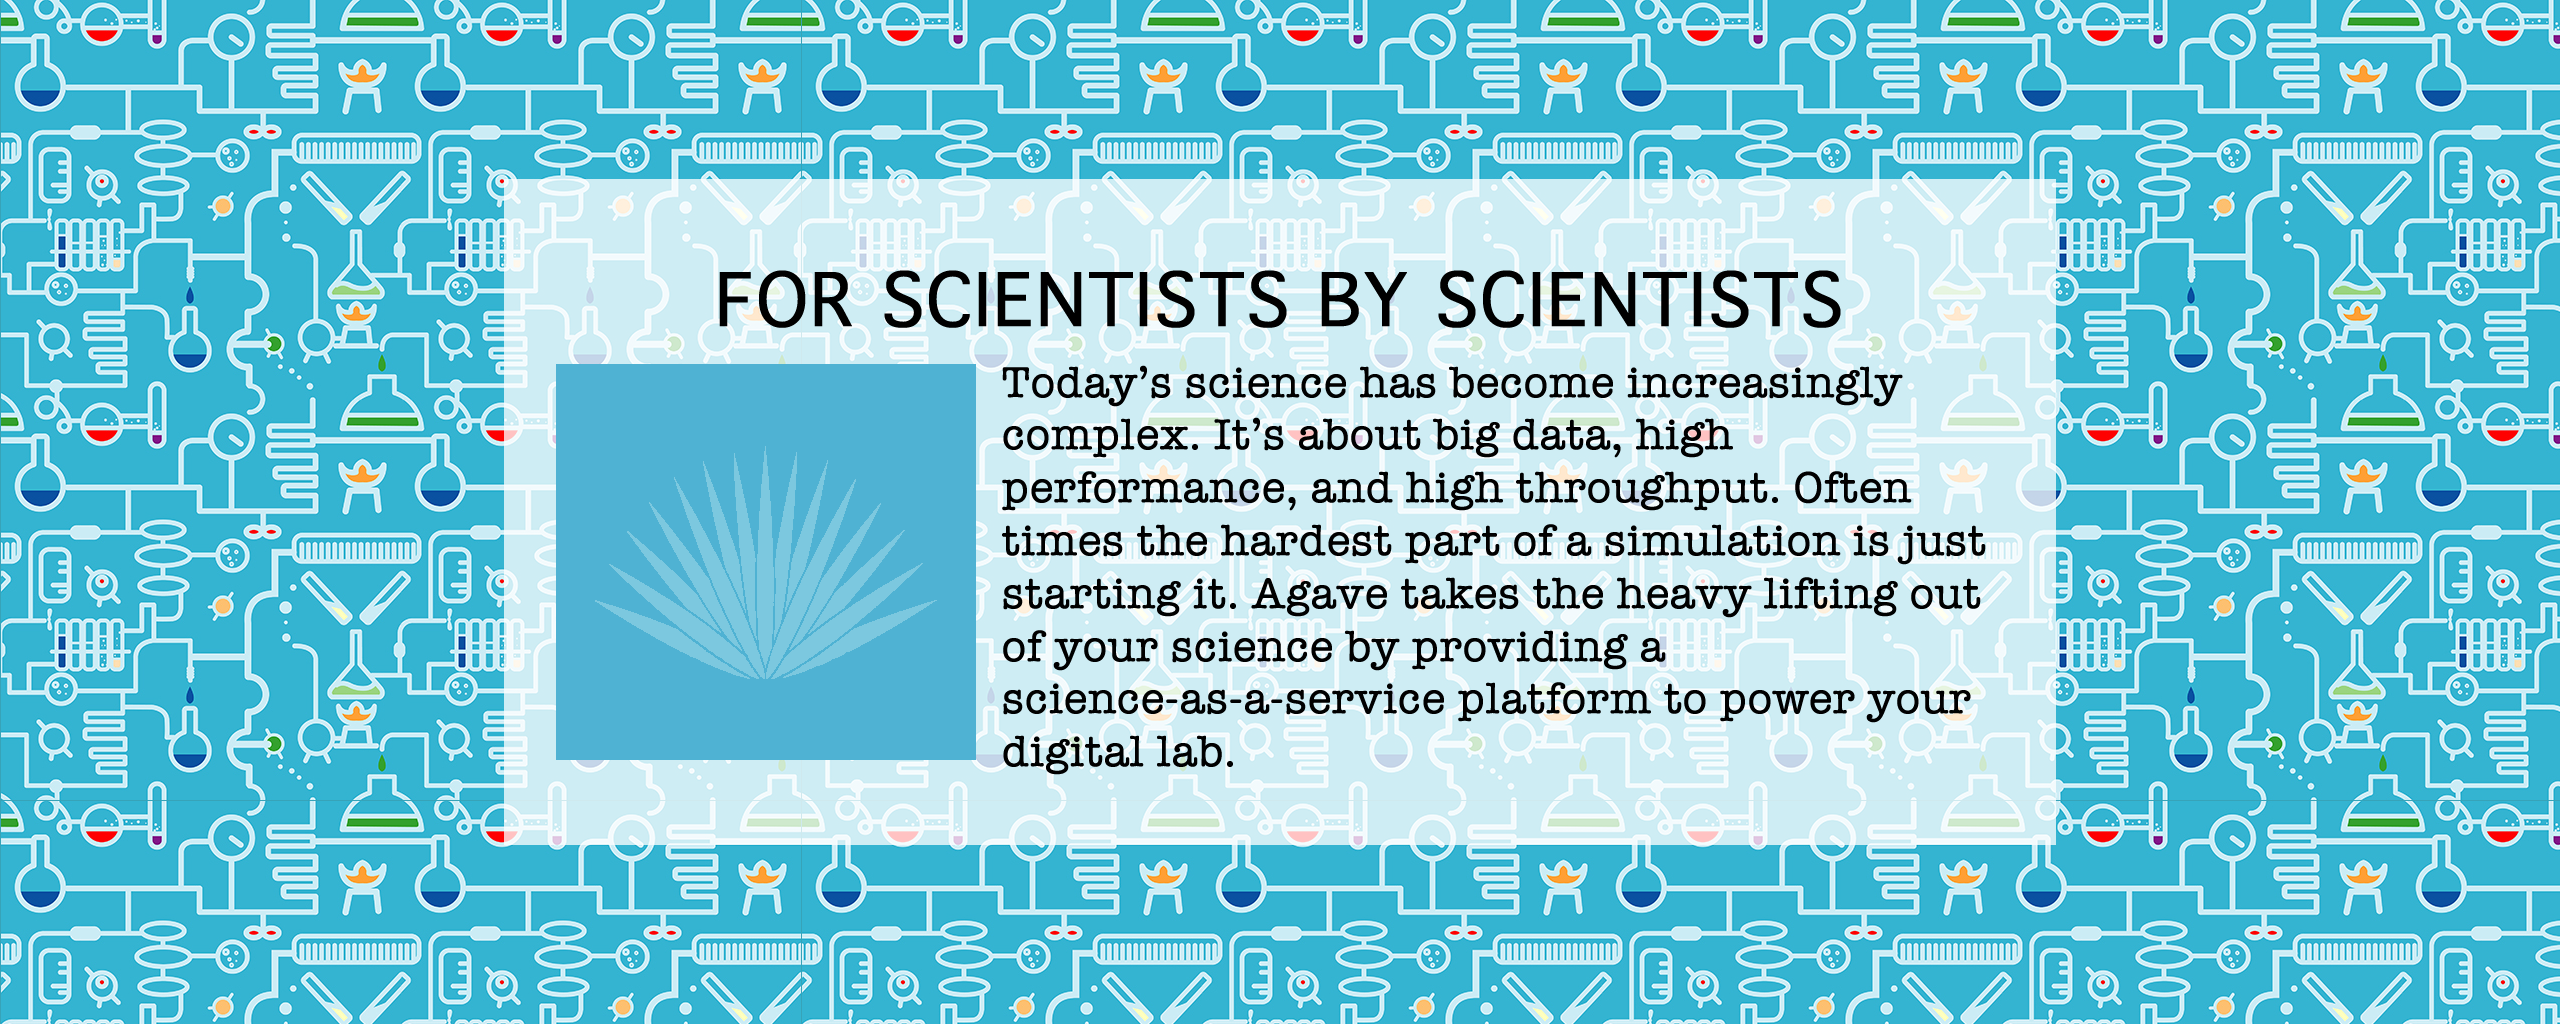 FOR SCIENTISTS BY SCIENTISTS
Today’s science has become increasingly
complex. It’s about big data, high
performance, and high throughput. Often
times the hardest part of a simulation is just
starting it. Agave takes the heavy lifting out
of your science by providing a
science-as-a-service platform to power your
digital lab.